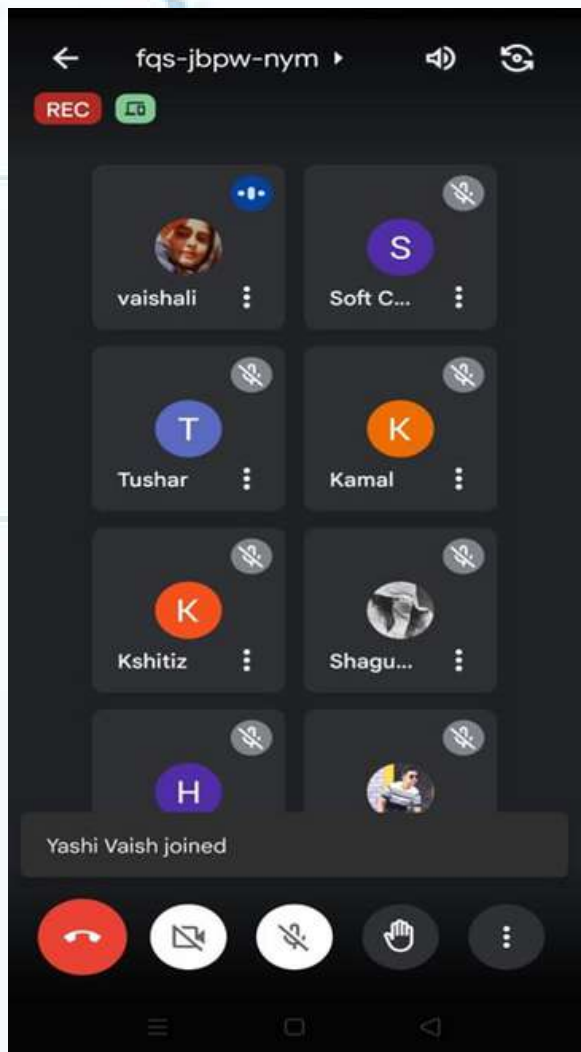 fqs-jbpw-nym
REC
vaishali
Soft C...
S
T
Tushar
K
Kamal
K
Kshitiz
Shagu...
H
Yashi Vaish joined